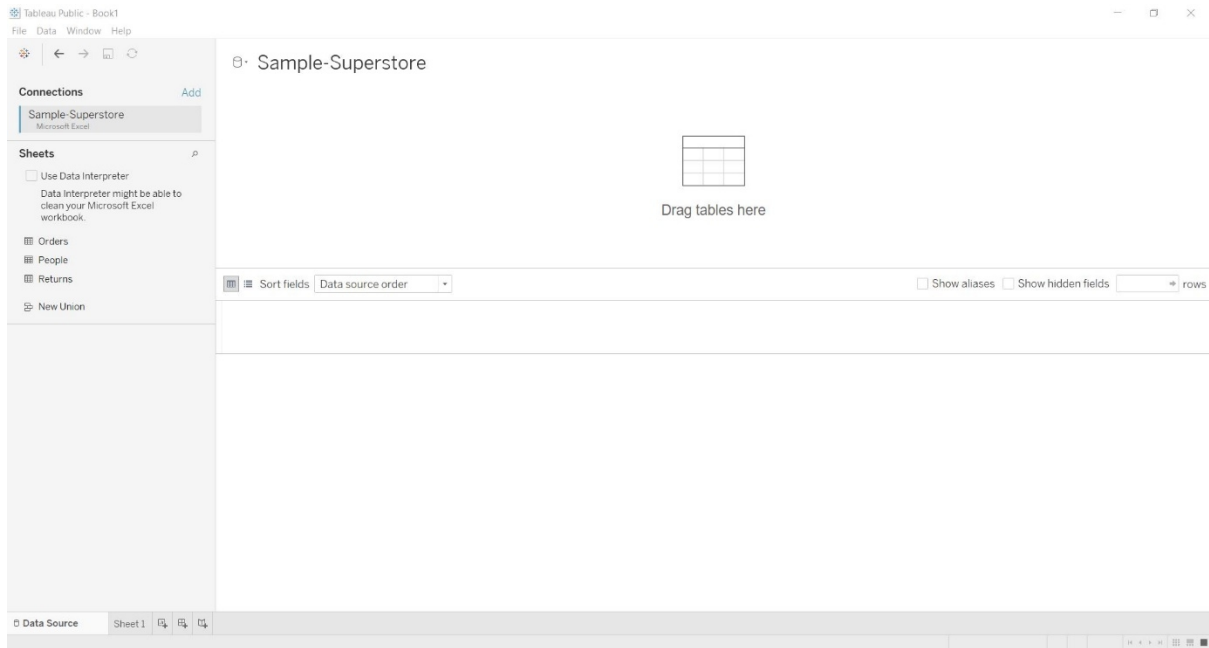 Tableau Public - Book1
File Data Window Help
Connections Add
Sample-Superstore
Microsoft Excel
Sheets
Use Data Interpreter
Data Interpreter might be able to
clean your Microsoft Excel
workbook.
Orders
People
Returns
New Union
Sample-Superstore
Drag tables here
Sort fields Data source order
Show aliases Show hidden fields rows
Data Source Sheet 1